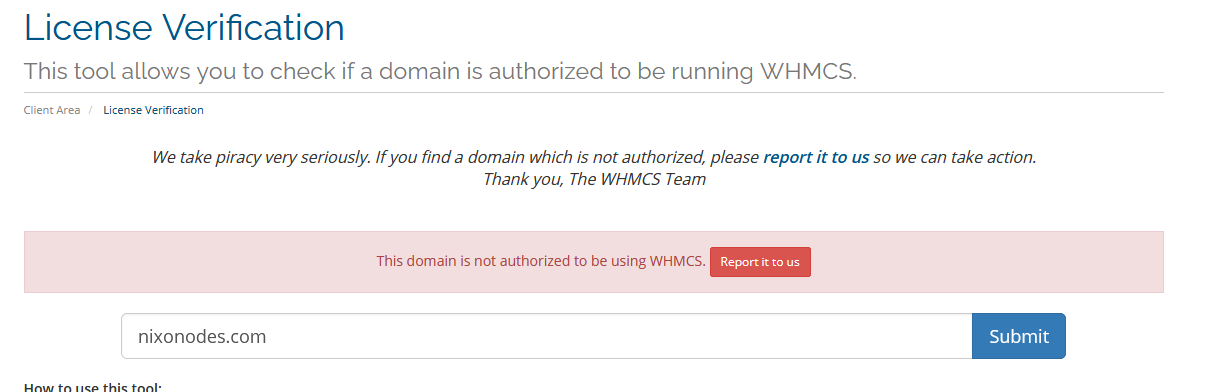 License Verification
This tool allows you to check if a domain is authorized to be running WHMCS.
Client Area / License Verification
We take piracy very seriously. If you find a domain which is not authorized, please report it to us so we can take action.
Thank you, The WHMCS Team
This domain is not authorized to be using WHMCS. Report it to us
nixonodes.com Submit
How to use this tool: